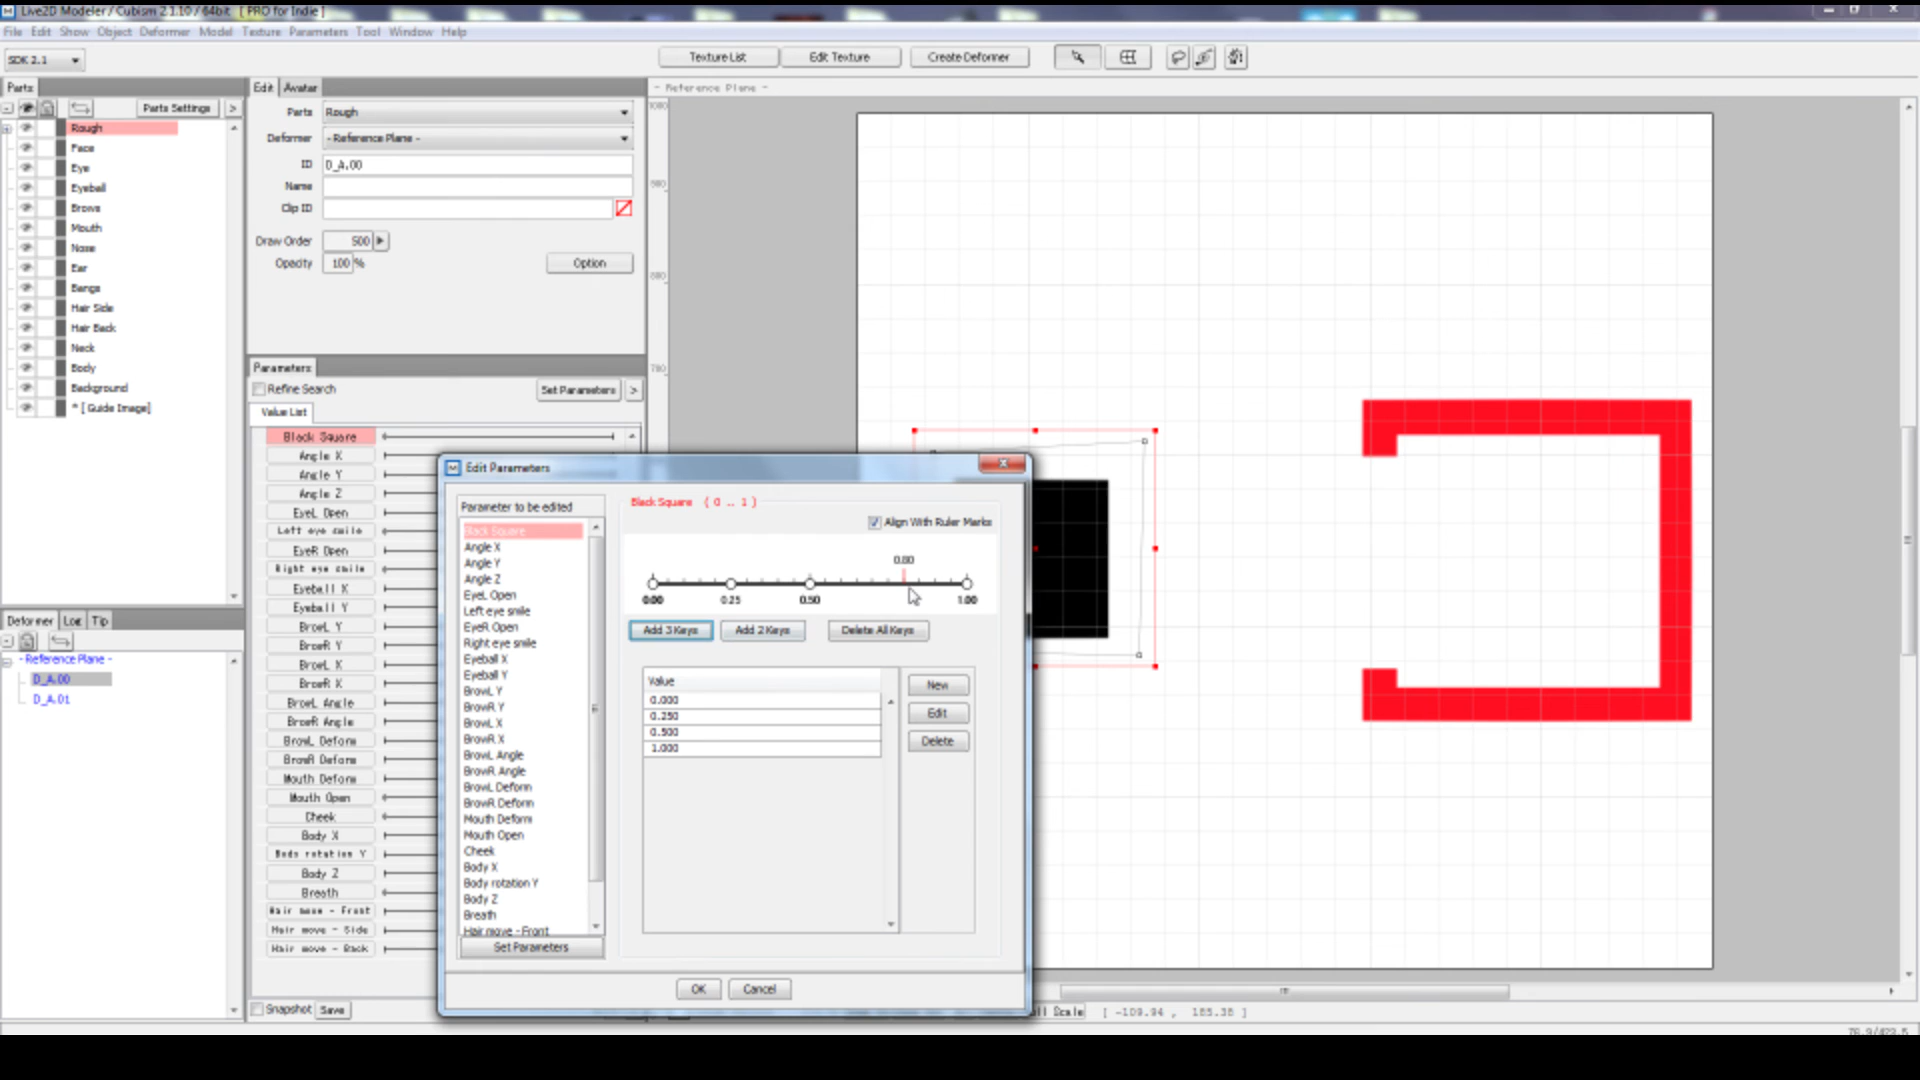 Live2D Modeler / Cubism 2.1.10 / 64bit [ PRO for Indie ]
File Edit Show Object Deformer Model Texture Parameters Tool Window Help
SDK 2.1
Texture List
Edit Texture
Create Deformer
Parts
Parts Settings
>
Rough
Face
Eye
Eyeball
Brows
Mouth
Nose
Ear
Bangs
Hair Side
Hair Back
Neck
Body
Background
* [ Guide Image]
Deformer Log Tip
- Reference Plane -
D_A.00
D_A.01
Edit Avatar
Parts Rough
Deformer - Reference Plane -
ID D_A.00
Name
Clip ID
Draw Order 500
Opacity 100 %
Option
Parameters
Refine Search
Set Parameters
>
Value List
Black Square
Angle X
Angle Y
Angle Z
EyeL Open
Left eye smile
EyeR Open
Right eye smile
Eyeball X
Eyeball Y
BrowL Y
BrowR Y
BrowL X
BrowR X
BrowL Angle
BrowR Angle
BrowL Deform
BrowR Deform
Mouth Deform
Mouth Open
Cheek
Body X
Body rotation Y
Body Z
Breath
Hair move - Front
Hair move - Side
Hair move - Back
Snapshot
Save
- Reference Plane -
1000
900
800
700
Edit Parameters
Parameter to be edited
Black Square
Angle X
Angle Y
Angle Z
EyeL Open
Left eye smile
EyeR Open
Right eye smile
Eyeball X
Eyeball Y
BrowL Y
BrowR Y
BrowL X
BrowR X
BrowL Angle
BrowR Angle
BrowL Deform
BrowR Deform
Mouth Deform
Mouth Open
Cheek
Body X
Body rotation Y
Body Z
Breath
Hair move - Front
Set Parameters
Black Square ( 0 .. 1 )
Align With Ruler Marks
0.80
0.00 0.25 0.50 1.00
Add 3 Keys
Add 2 Keys
Delete All Keys
Value
0.000
0.250
0.500
1.000
New
Edit
Delete
OK
Cancel
ll Scale
[ -109.94 , 185.38 ]